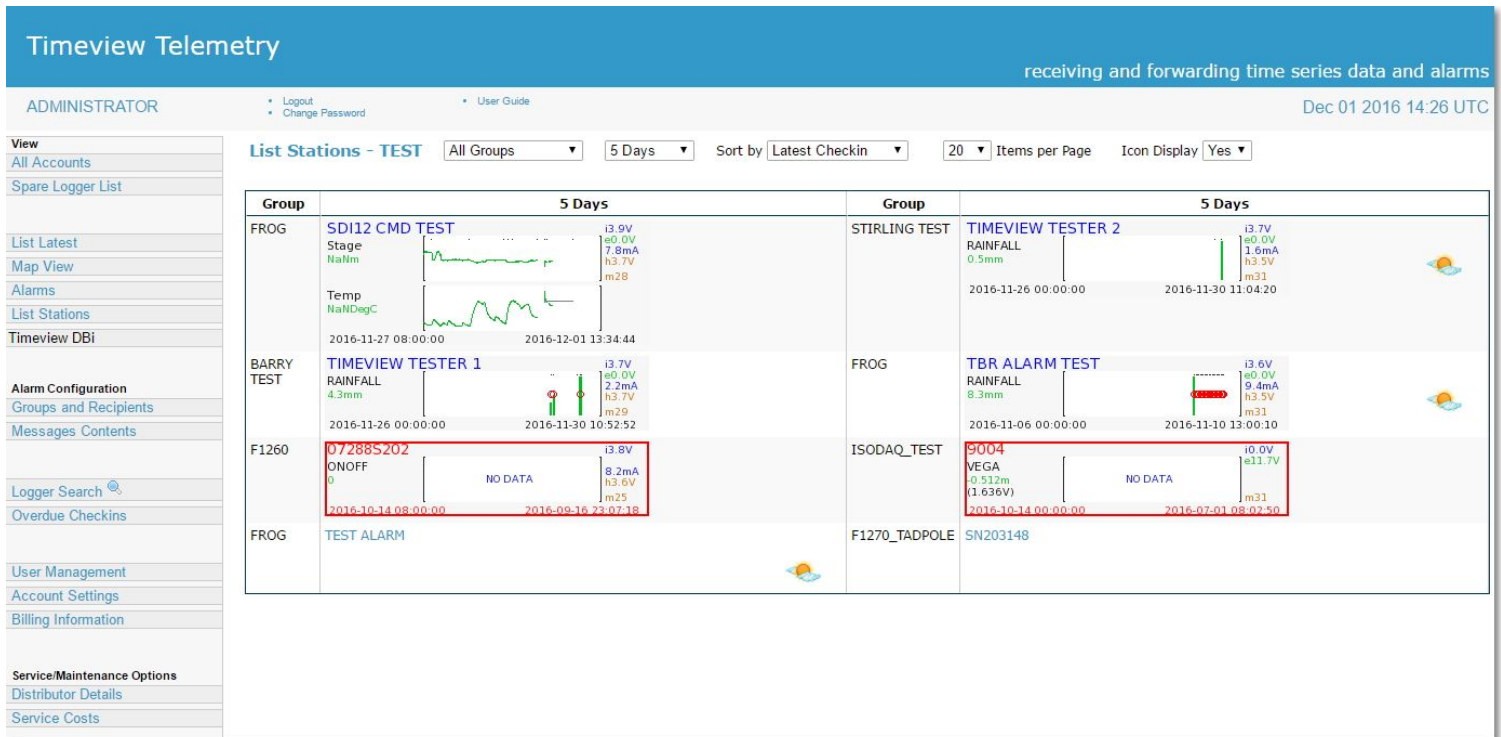 Timeview Telemetry
receiving and forwarding time series data and alarms
ADMINISTRATOR
Logout
Change Password
User Guide
Dec 01 2016 14:26 UTC
View
All Accounts
Spare Logger List
List Latest
Map View
Alarms
List Stations
Timeview DBi
Alarm Configuration
Groups and Recipients
Messages Contents
Logger Search
Overdue Checkins
User Management
Account Settings
Billing Information
Service/Maintenance Options
Distributor Details
Service Costs
List Stations - TEST All Groups 5 Days Sort by Latest Checkin 20 Items per Page Icon Display Yes
Group 5 Days Group 5 Days
FROG
SDI12 CMD TEST
Stage
NaNm
Temp
NaNDegC
i3.9V
e0.0V
7.8mA
h3.7V
m28
2016-11-27 08:00:00 2016-12-01 13:34:44
STIRLING TEST
TIMEVIEW TESTER 2
RAINFALL
0.5mm
i3.7V
e0.0V
1.6mA
h3.5V
m31
2016-11-26 00:00:00 2016-11-30 11:04:20
BARRY
TEST
TIMEVIEW TESTER 1
RAINFALL
4.3mm
i3.7V
e0.0V
2.2mA
h3.7V
m29
2016-11-26 00:00:00 2016-11-30 10:52:52
FROG
TBR ALARM TEST
RAINFALL
8.3mm
i3.6V
e0.0V
9.4mA
h3.5V
m31
2016-11-06 00:00:00 2016-11-10 13:00:10
F1260
07288S202
ONOFF
0
NO DATA
i3.8V
8.2mA
h3.6V
m25
2016-10-14 08:00:00 2016-09-16 23:07:18
ISODAQ_TEST
9004
VEGA
-0.512m
(1.636V)
NO DATA
i0.0V
e11.7V
m31
2016-10-14 00:00:00 2016-07-01 08:02:50
FROG
TEST ALARM
F1270_TADPOLE
SN203148